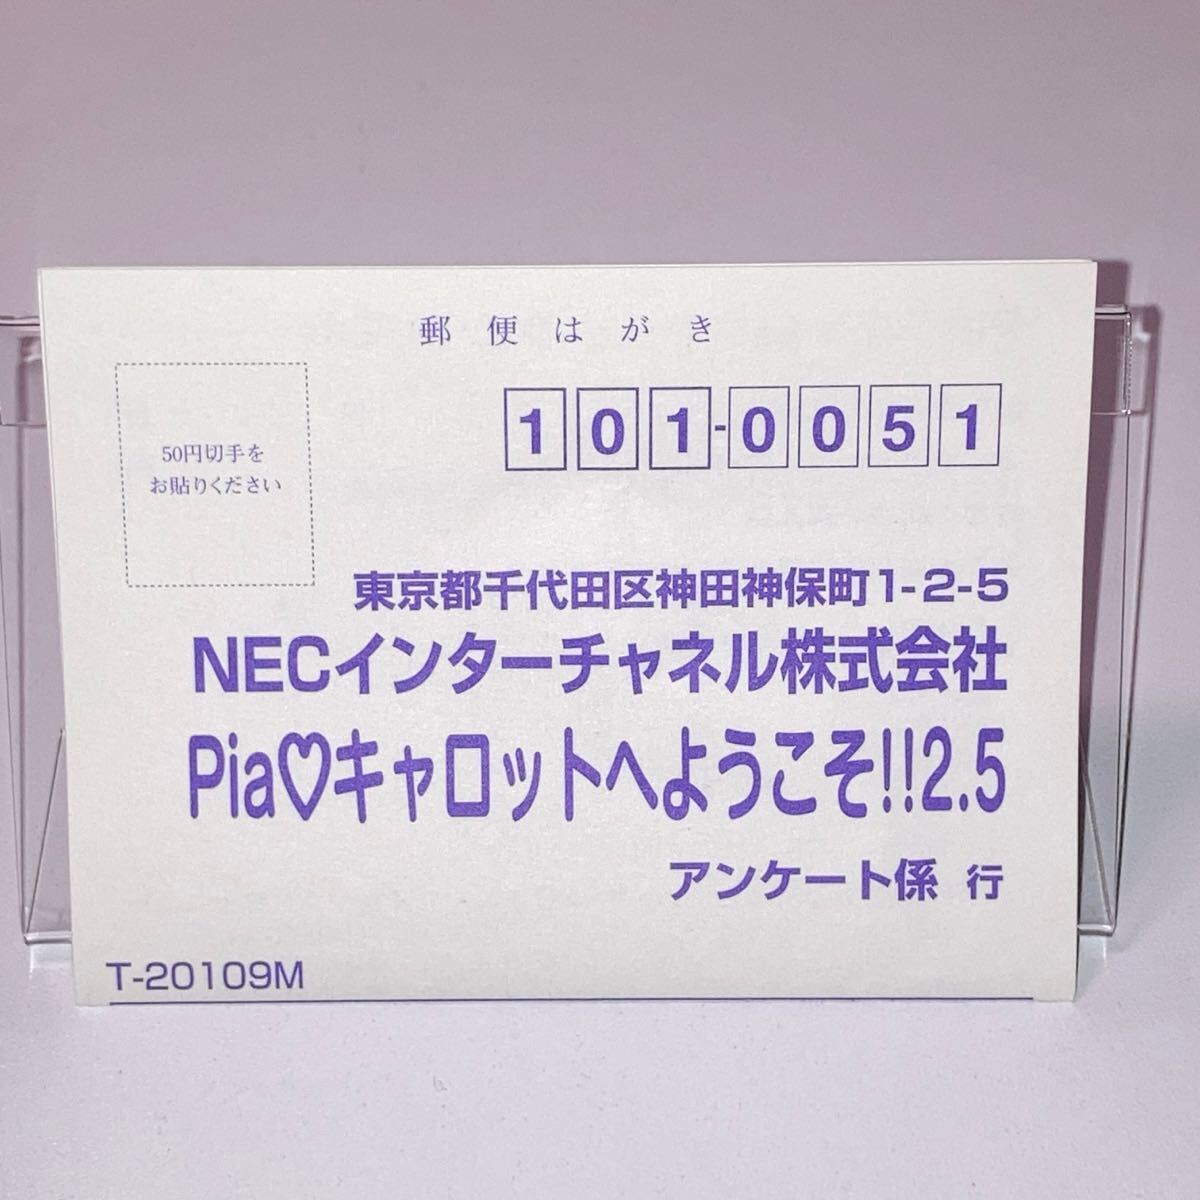 郵便はがき
50円切手を
お貼りください
101-0051
東京都千代田区神田神保町1-2-5
NECインターチャネル株式会社
Pia♡キャロットへようこそ!!2.5
アンケート係 行
T-20109M